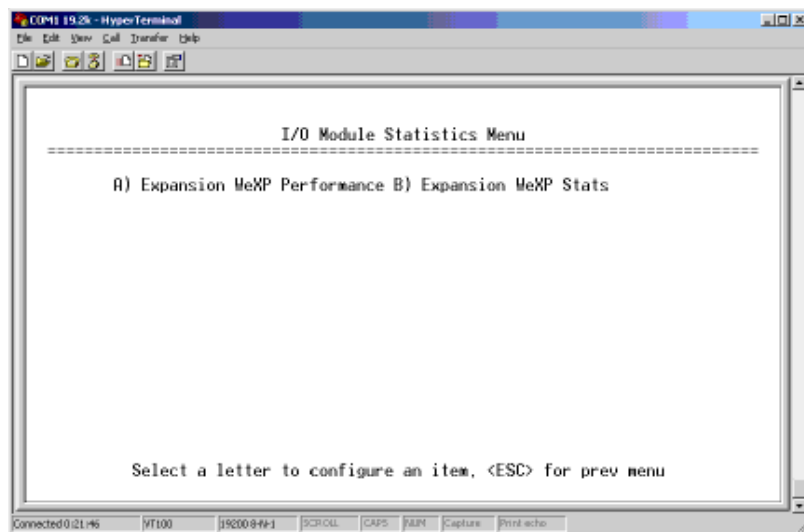 COM1 19.2k - HyperTerminal
File Edit View Call Transfer Help
I/O Module Statistics Menu
============================================================================
A) Expansion WeXP Performance B) Expansion WeXP Stats
Select a letter to configure an item, <ESC> for prev menu
Connected 0:21:46 VT100 19200 8-N-1 SCROLL CAPS NUM Capture Print echo